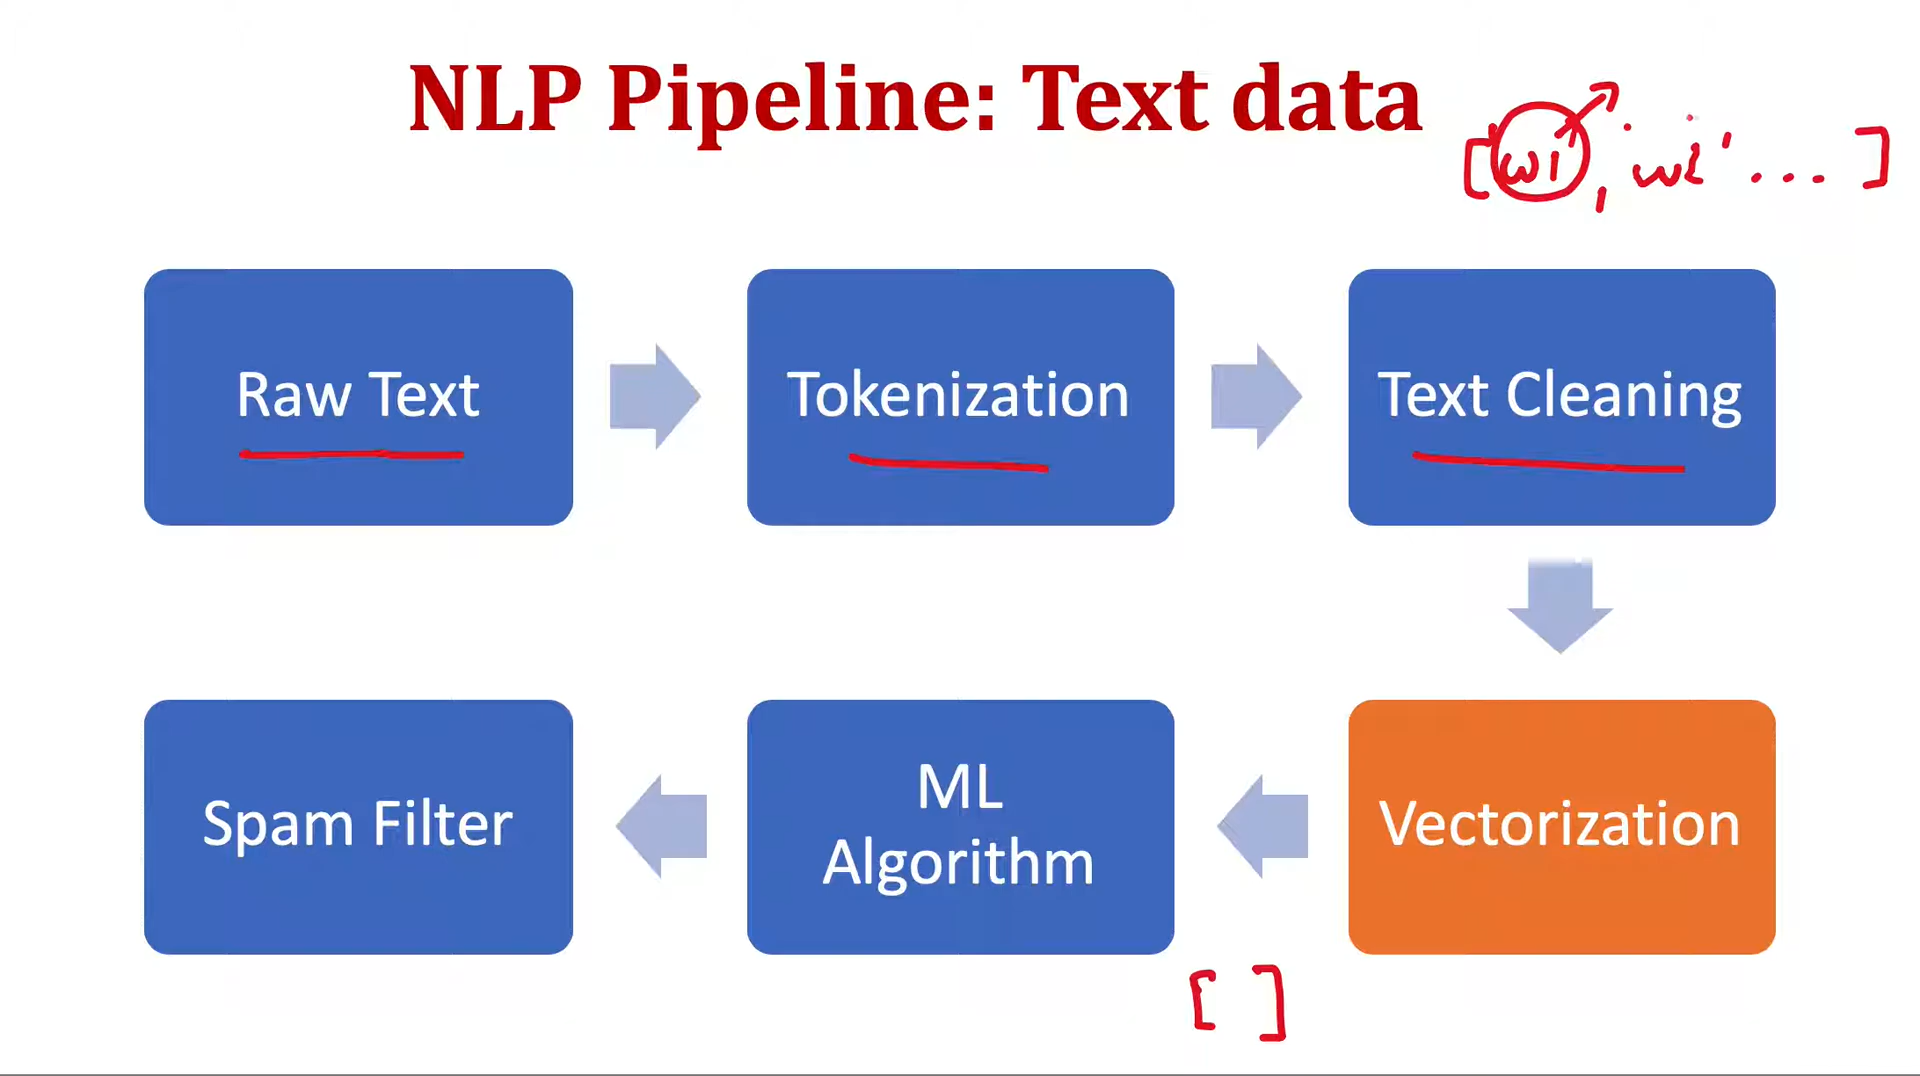 NLP Pipeline: Text data
[w1, 'w2' ... ]
Raw Text
Tokenization
Text Cleaning
Spam Filter
ML
Algorithm
Vectorization
[ ]